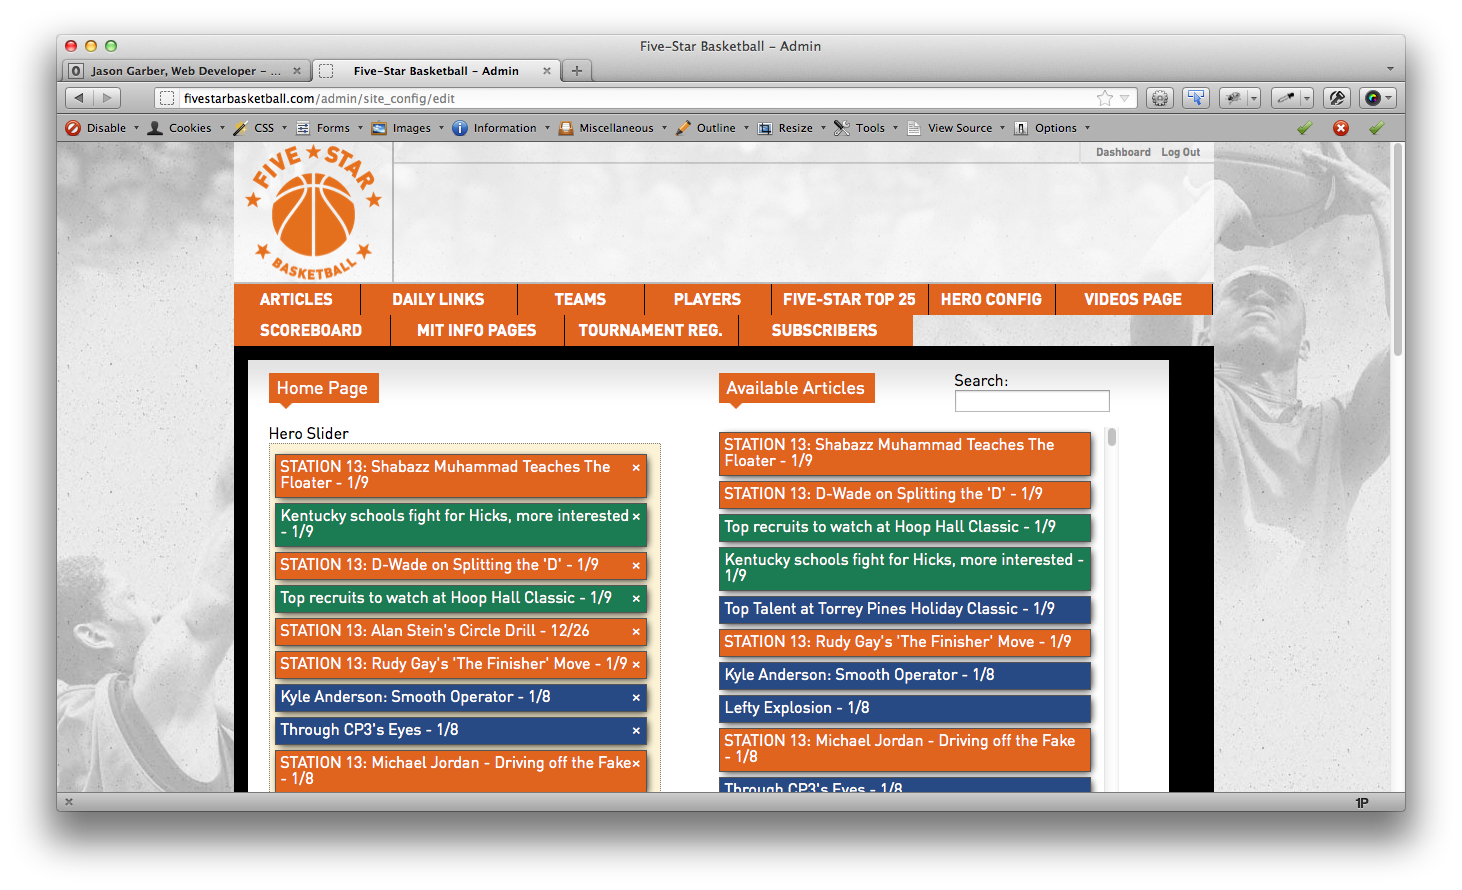 Five-Star Basketball – Admin
Jason Garber, Web Developer – ...
Five-Star Basketball – Admin
fivestarbasketball.com/admin/site_config/edit
Disable
Cookies
CSS
Forms
Images
Information
Miscellaneous
Outline
Resize
Tools
View Source
Options
FIVE STAR
BASKETBALL
Dashboard
Log Out
ARTICLES
DAILY LINKS
TEAMS
PLAYERS
FIVE-STAR TOP 25
HERO CONFIG
VIDEOS PAGE
SCOREBOARD
MIT INFO PAGES
TOURNAMENT REG.
SUBSCRIBERS
Home Page
Hero Slider
STATION 13: Shabazz Muhammad Teaches The
Floater - 1/9
Kentucky schools fight for Hicks, more interested
- 1/9
STATION 13: D-Wade on Splitting the 'D' - 1/9
Top recruits to watch at Hoop Hall Classic - 1/9
STATION 13: Alan Stein's Circle Drill - 12/26
STATION 13: Rudy Gay's 'The Finisher' Move - 1/9
Kyle Anderson: Smooth Operator - 1/8
Through CP3's Eyes - 1/8
STATION 13: Michael Jordan - Driving off the Fake
- 1/8
Available Articles
Search:
STATION 13: Shabazz Muhammad Teaches The
Floater - 1/9
STATION 13: D-Wade on Splitting the 'D' - 1/9
Top recruits to watch at Hoop Hall Classic - 1/9
Kentucky schools fight for Hicks, more interested -
1/9
Top Talent at Torrey Pines Holiday Classic - 1/9
STATION 13: Rudy Gay's 'The Finisher' Move - 1/9
Kyle Anderson: Smooth Operator - 1/8
Lefty Explosion - 1/8
STATION 13: Michael Jordan - Driving off the Fake
- 1/8
Through CP3's Eyes - 1/8
1P